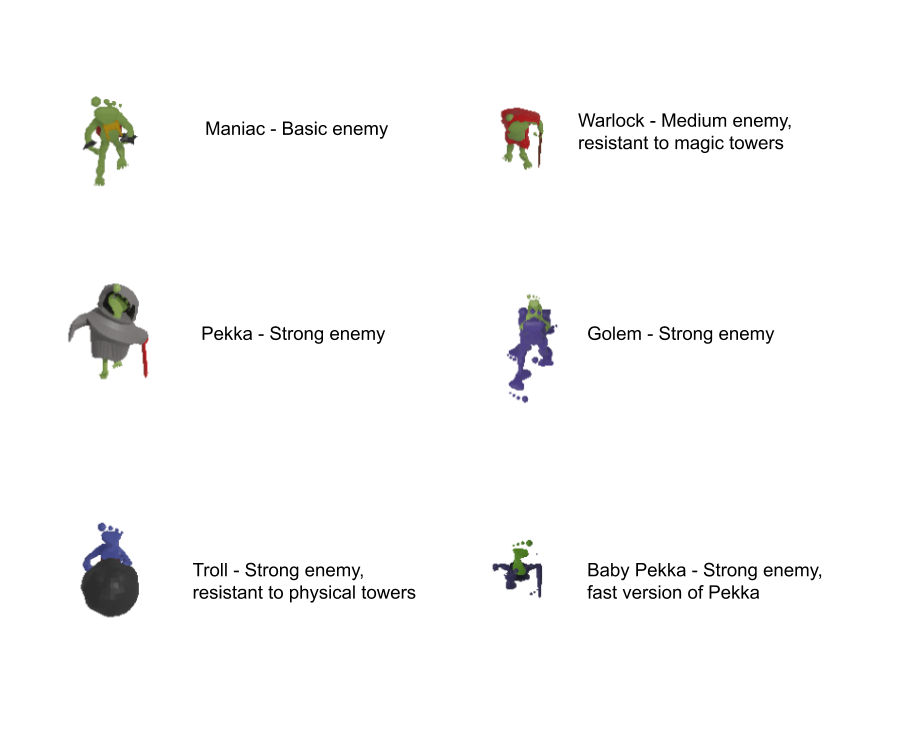 Maniac - Basic enemy
Warlock - Medium enemy,
resistant to magic towers
Pekka - Strong enemy
Golem - Strong enemy
Troll - Strong enemy,
resistant to physical towers
Baby Pekka - Strong enemy,
fast version of Pekka